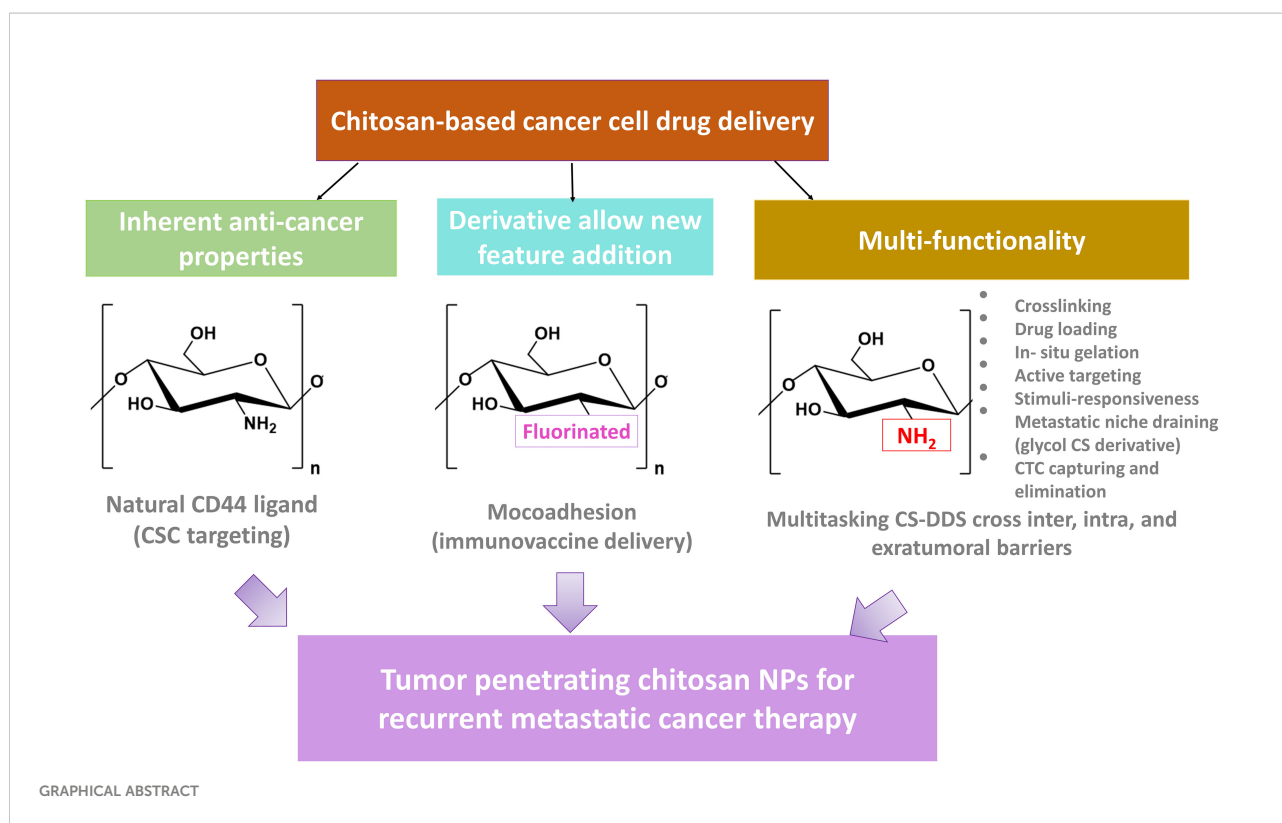 Chitosan-based cancer cell drug delivery
Inherent anti-cancer
properties
Derivative allow new
feature addition
Multi-functionality
OH
O
O
O
HO
NH2
n
Natural CD44 ligand
(CSC targeting)
OH
O
O
O
HO
Fluorinated
n
Mocoadhesion
(immunovaccine delivery)
OH
O
O
HO
NH2
• Crosslinking
• Drug loading
• In- situ gelation
• Active targeting
• Stimuli-responsiveness
• Metastatic niche draining
(glycol CS derivative)
• CTC capturing and
elimination
Multitasking CS-DDS cross inter, intra, and
exratumoral barriers
Tumor penetrating chitosan NPs for
recurrent metastatic cancer therapy
GRAPHICAL ABSTRACT